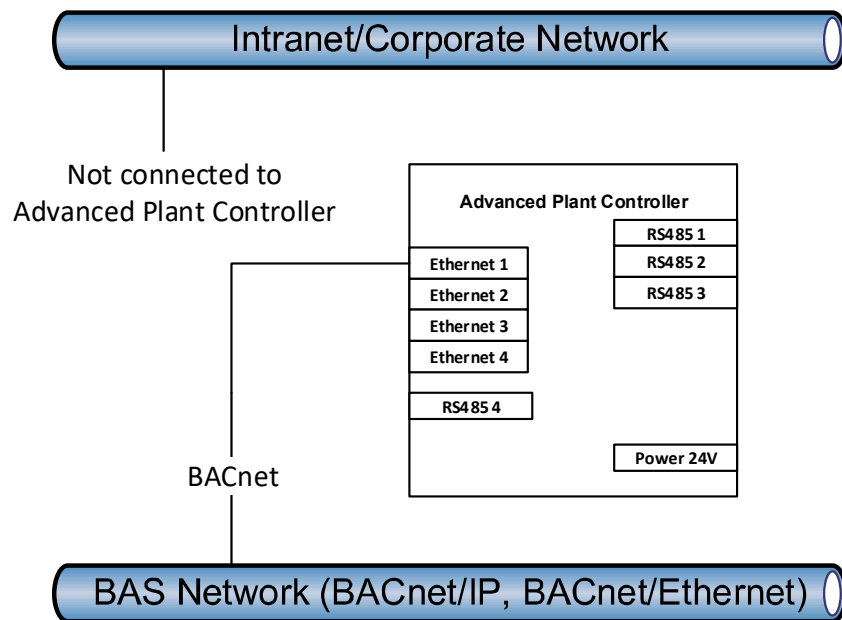 Intranet/Corporate Network
Not connected to
Advanced Plant Controller
Advanced Plant Controller
RS485 1
RS485 2
RS485 3
Ethernet 1
Ethernet 2
Ethernet 3
Ethernet 4
RS485 4
Power 24V
BACnet
BAS Network (BACnet/IP, BACnet/Ethernet)